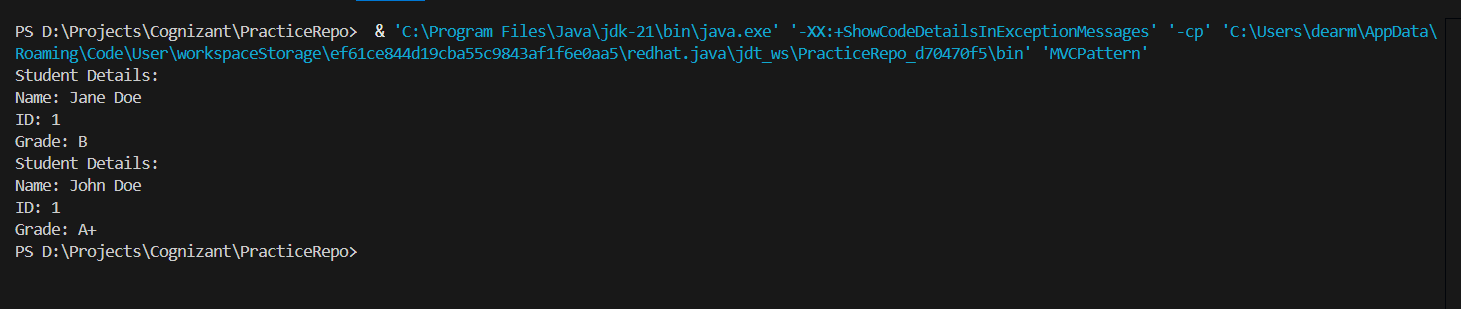 PS D:\Projects\Cognizant\PracticeRepo>  & 'C:\Program Files\Java\jdk-21\bin\java.exe' '-XX:+ShowCodeDetailsInExceptionMessages' '-cp' 'C:\Users\dearm\AppData\
Roaming\Code\User\workspaceStorage\ef61ce844d19cba55c9843af1f6e0aa5\redhat.java\jdt_ws\PracticeRepo_d70470f5\bin' 'MVCPattern'
Student Details:
Name: Jane Doe
ID: 1
Grade: B
Student Details:
Name: John Doe
ID: 1
Grade: A+
PS D:\Projects\Cognizant\PracticeRepo>